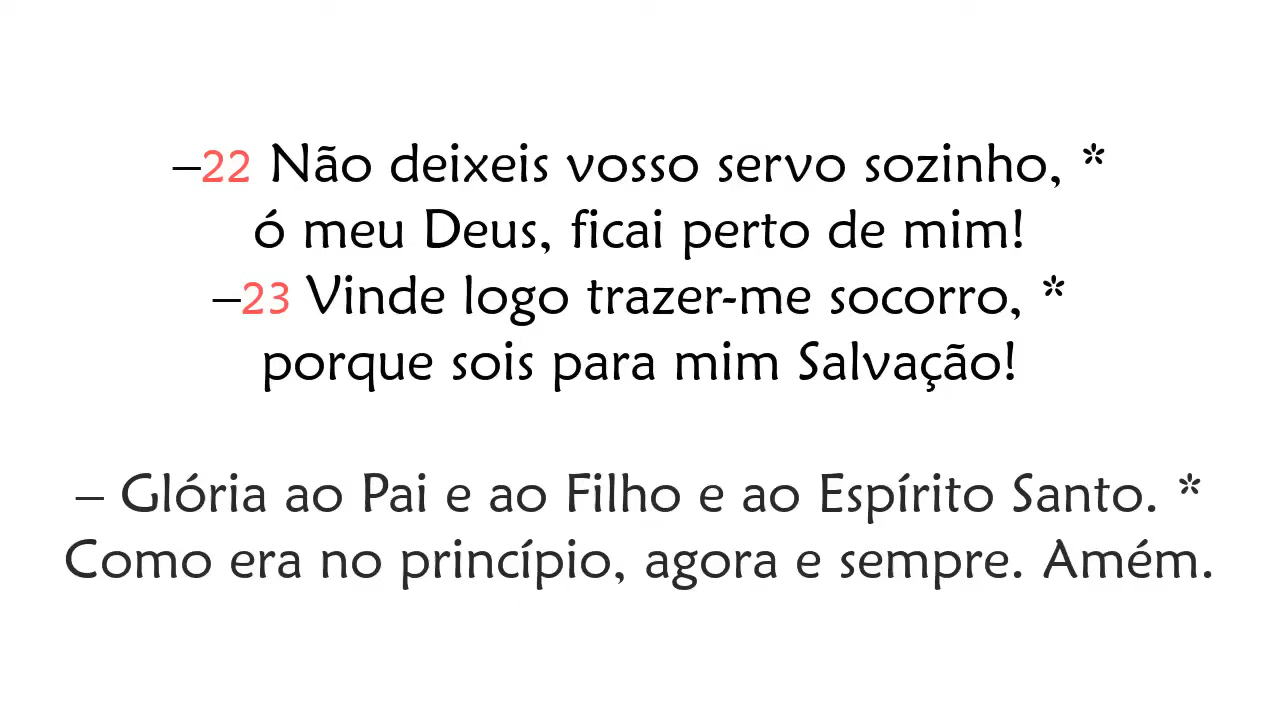 –22 Não deixeis vosso servo sozinho, *
ó meu Deus, ficai perto de mim!
–23 Vinde logo trazer-me socorro, *
porque sois para mim Salvação!
– Glória ao Pai e ao Filho e ao Espírito Santo. *
Como era no princípio, agora e sempre. Amém.